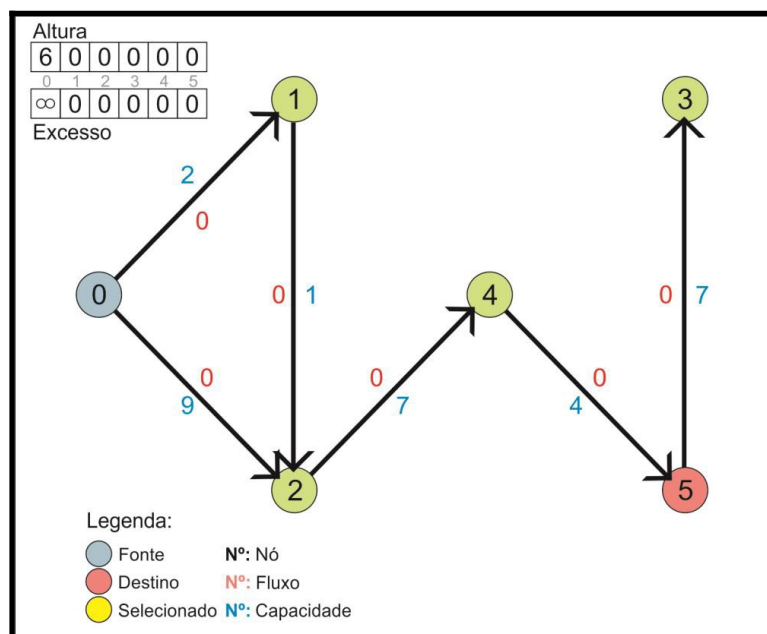 Altura
6 0 0 0 0 0
0 1 2 3 4 5
∞ 0 0 0 0 0
Excesso
1
3
2
0
0
0 1
4
0 7
0
9
0
7
0
4
2
5
Legenda:
Fonte Nº: Nó
Destino Nº: Fluxo
Selecionado Nº: Capacidade